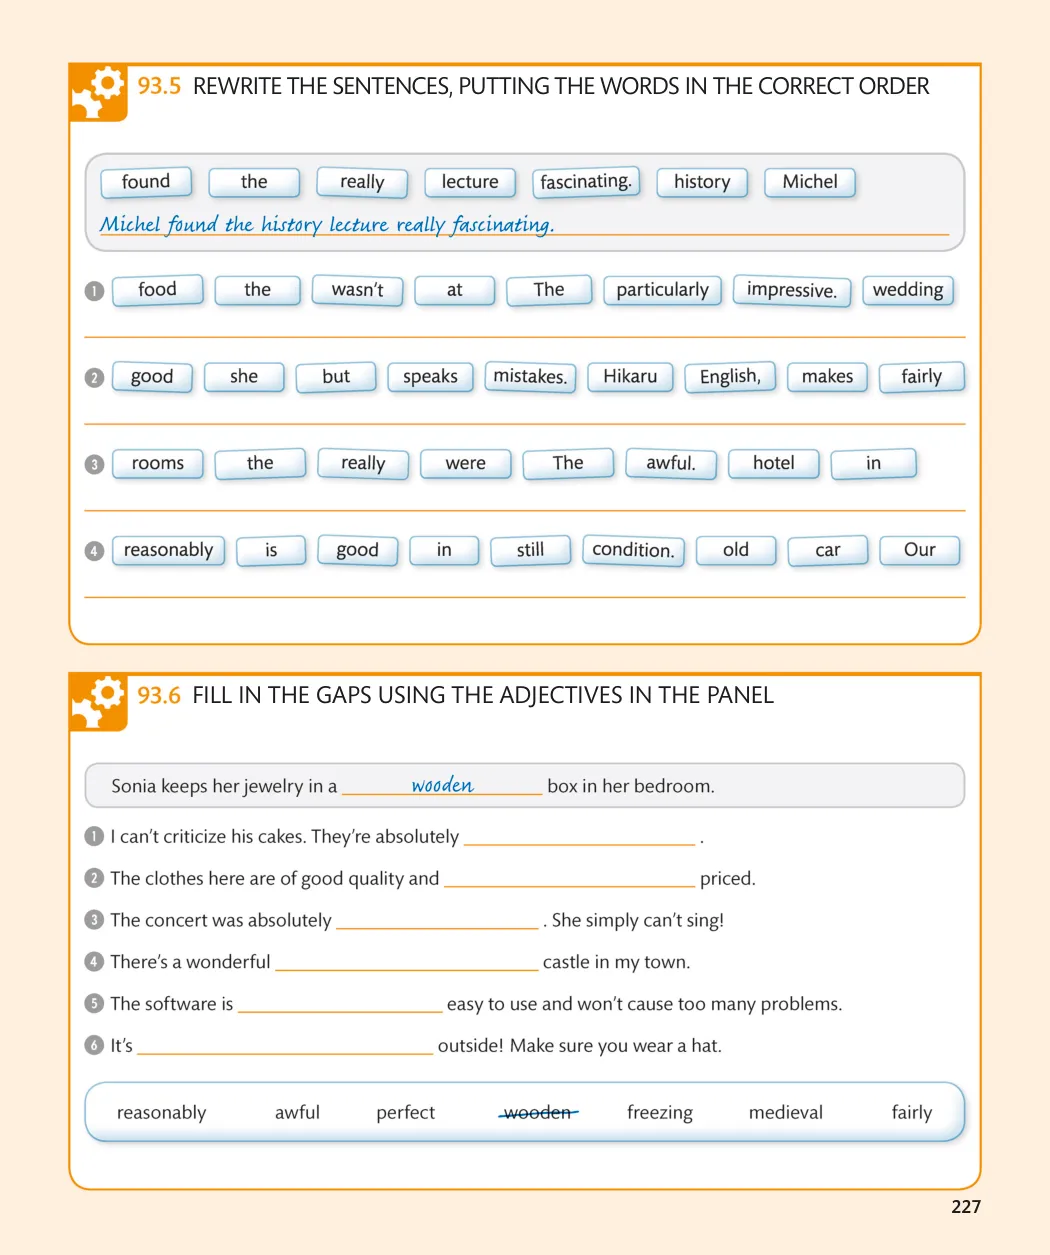 93.5 REWRITE THE SENTENCES, PUTTING THE WORDS IN THE CORRECT ORDER
found the really lecture fascinating. history Michel
Michel found the history lecture really fascinating.
1 food the wasn't at The particularly impressive. wedding
2 good she but speaks mistakes. Hikaru English, makes fairly
3 rooms the really were The awful. hotel in
4 reasonably is good in still condition. old car Our
93.6 FILL IN THE GAPS USING THE ADJECTIVES IN THE PANEL
Sonia keeps her jewelry in a wooden box in her bedroom.
1 I can't criticize his cakes. They're absolutely .
2 The clothes here are of good quality and priced.
3 The concert was absolutely . She simply can't sing!
4 There's a wonderful castle in my town.
5 The software is easy to use and won't cause too many problems.
6 It's outside! Make sure you wear a hat.
reasonably awful perfect wooden freezing medieval fairly
227